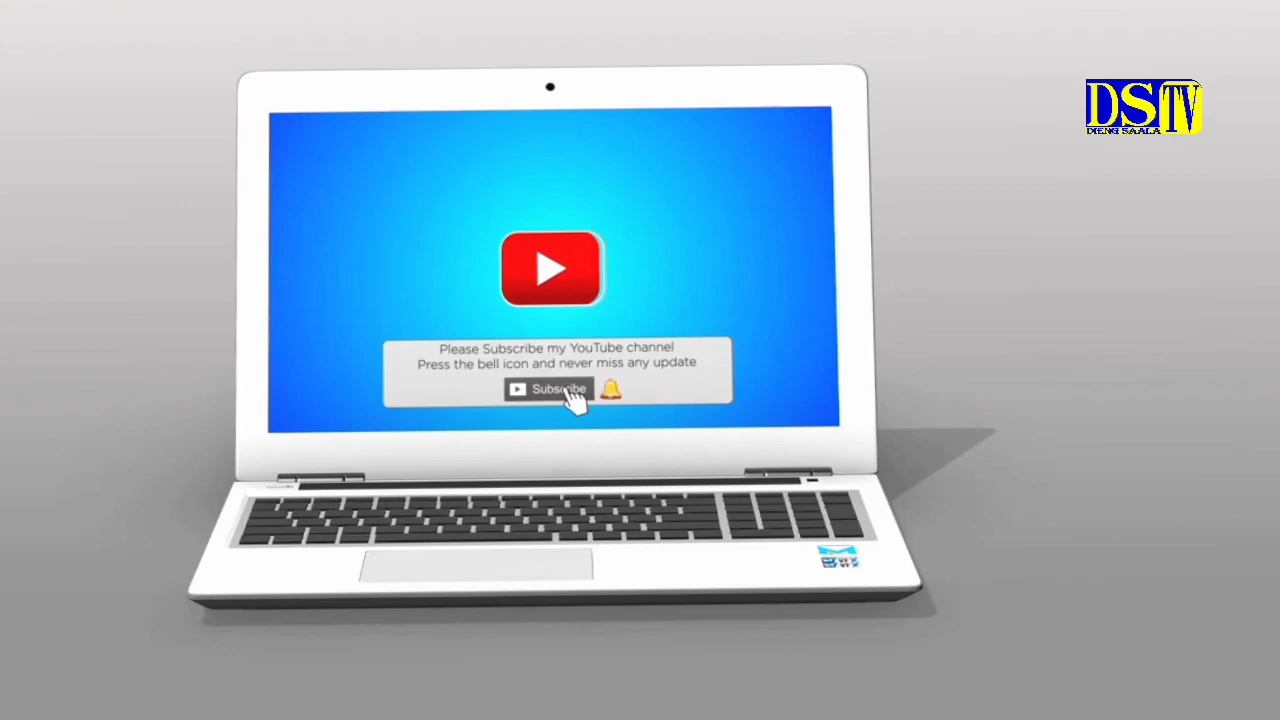 DSTV
DIENG SAALA
Please Subscribe my YouTube channel
Press the bell icon and never miss any update
Subscribe